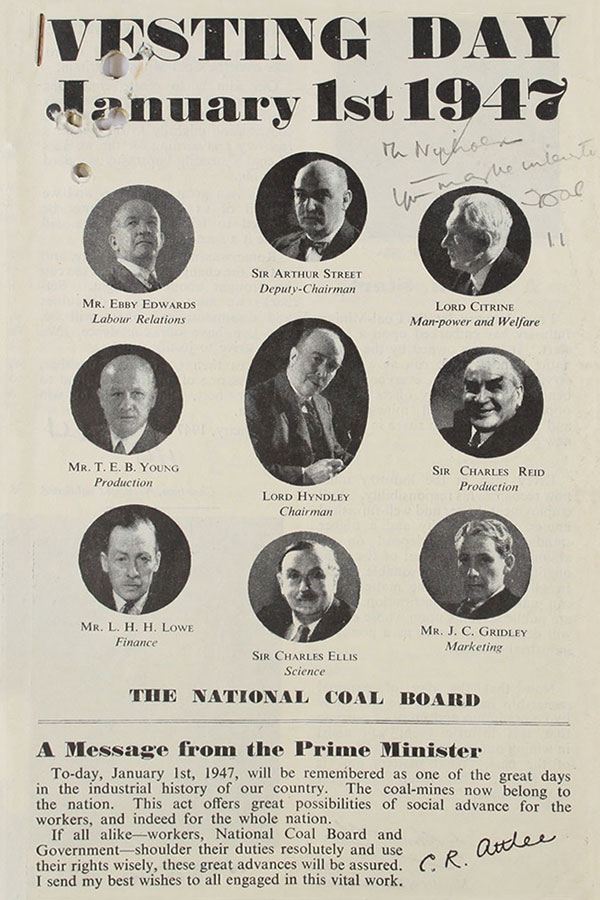 VESTING DAY
January 1st 1947
SIR ARTHUR STREET
Deputy-Chairman
MR. EBBY EDWARDS
Labour Relations
LORD CITRINE
Man-power and Welfare
MR. T. E. B. YOUNG
Production
LORD HYNDLEY
Chairman
SIR CHARLES REID
Production
MR. L. H. H. LOWE
Finance
SIR CHARLES ELLIS
Science
MR. J. C. GRIDLEY
Marketing
THE NATIONAL COAL BOARD
A Message from the Prime Minister
To-day, January 1st, 1947, will be remembered as one of the great days
in the industrial history of our country. The coal-mines now belong to
the nation. This act offers great possibilities of social advance for the
workers, and indeed for the whole nation.
If all alike—workers, National Coal Board and
Government—shoulder their duties resolutely and use
their rights wisely, these great advances will be assured.
I send my best wishes to all engaged in this vital work.
C. R. Attlee